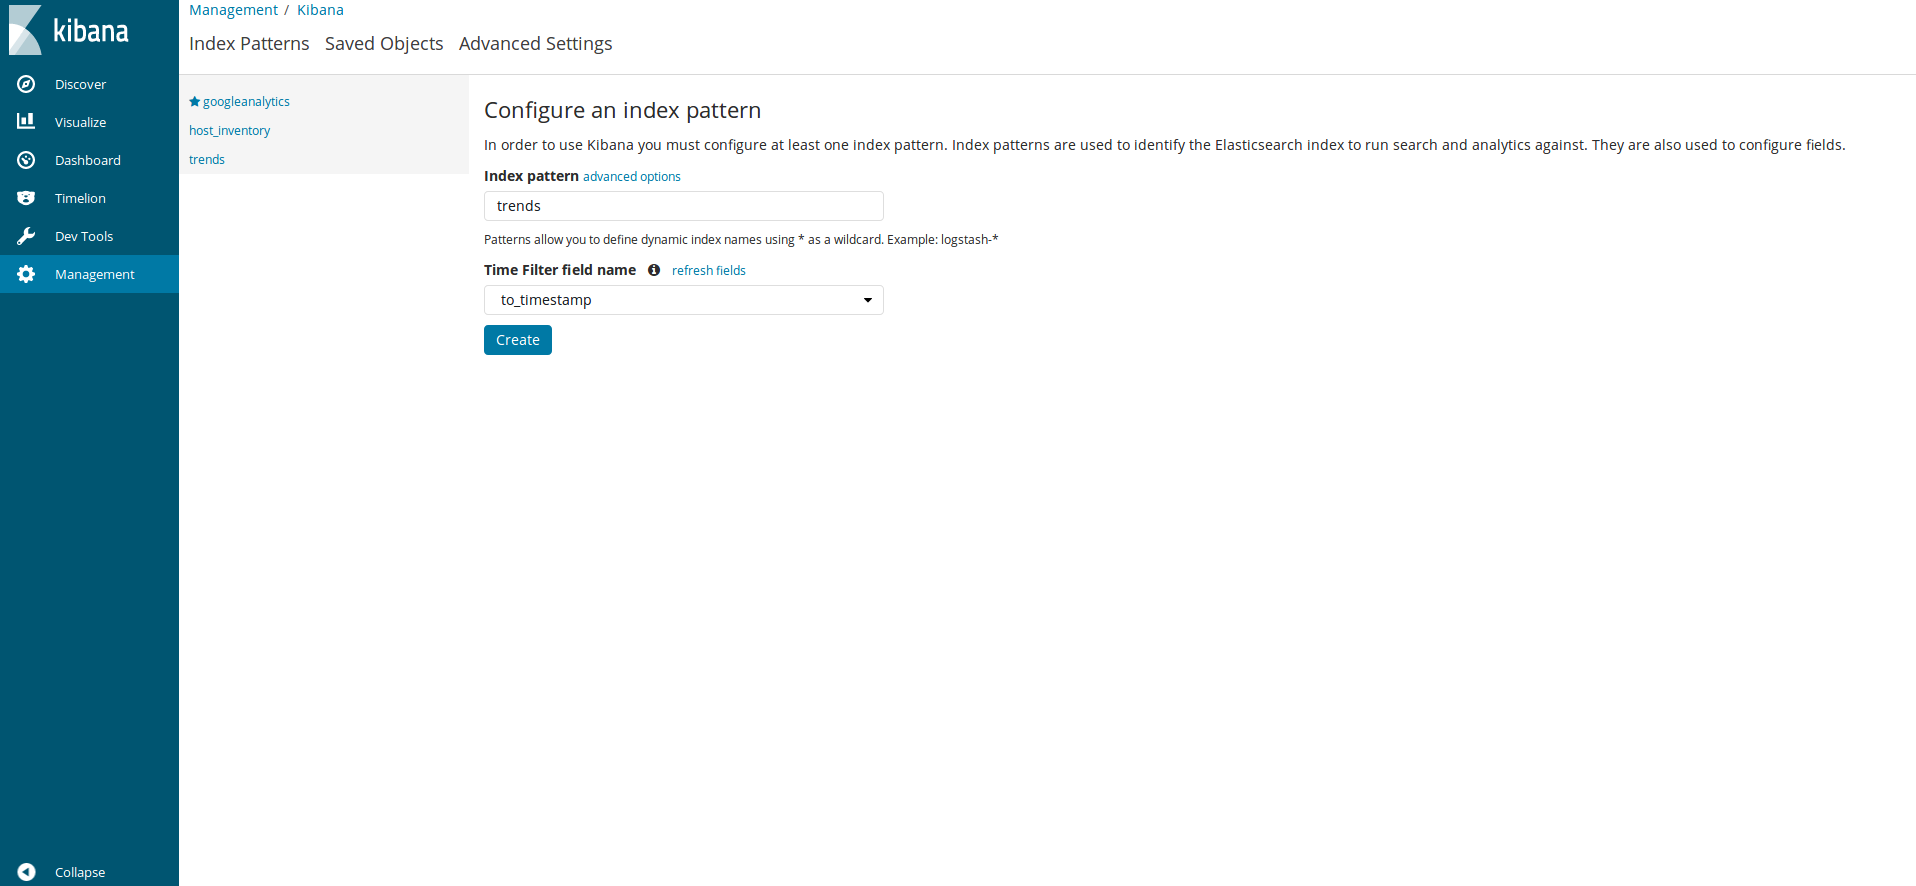 kibana
Discover
Visualize
Dashboard
Timelion
Dev Tools
Management
Collapse
Management / Kibana
Index Patterns Saved Objects Advanced Settings
googleanalytics
host_inventory
trends
Configure an index pattern
In order to use Kibana you must configure at least one index pattern. Index patterns are used to identify the Elasticsearch index to run search and analytics against. They are also used to configure fields.
Index pattern advanced options
trends
Patterns allow you to define dynamic index names using * as a wildcard. Example: logstash-*
Time Filter field name refresh fields
to_timestamp
Create